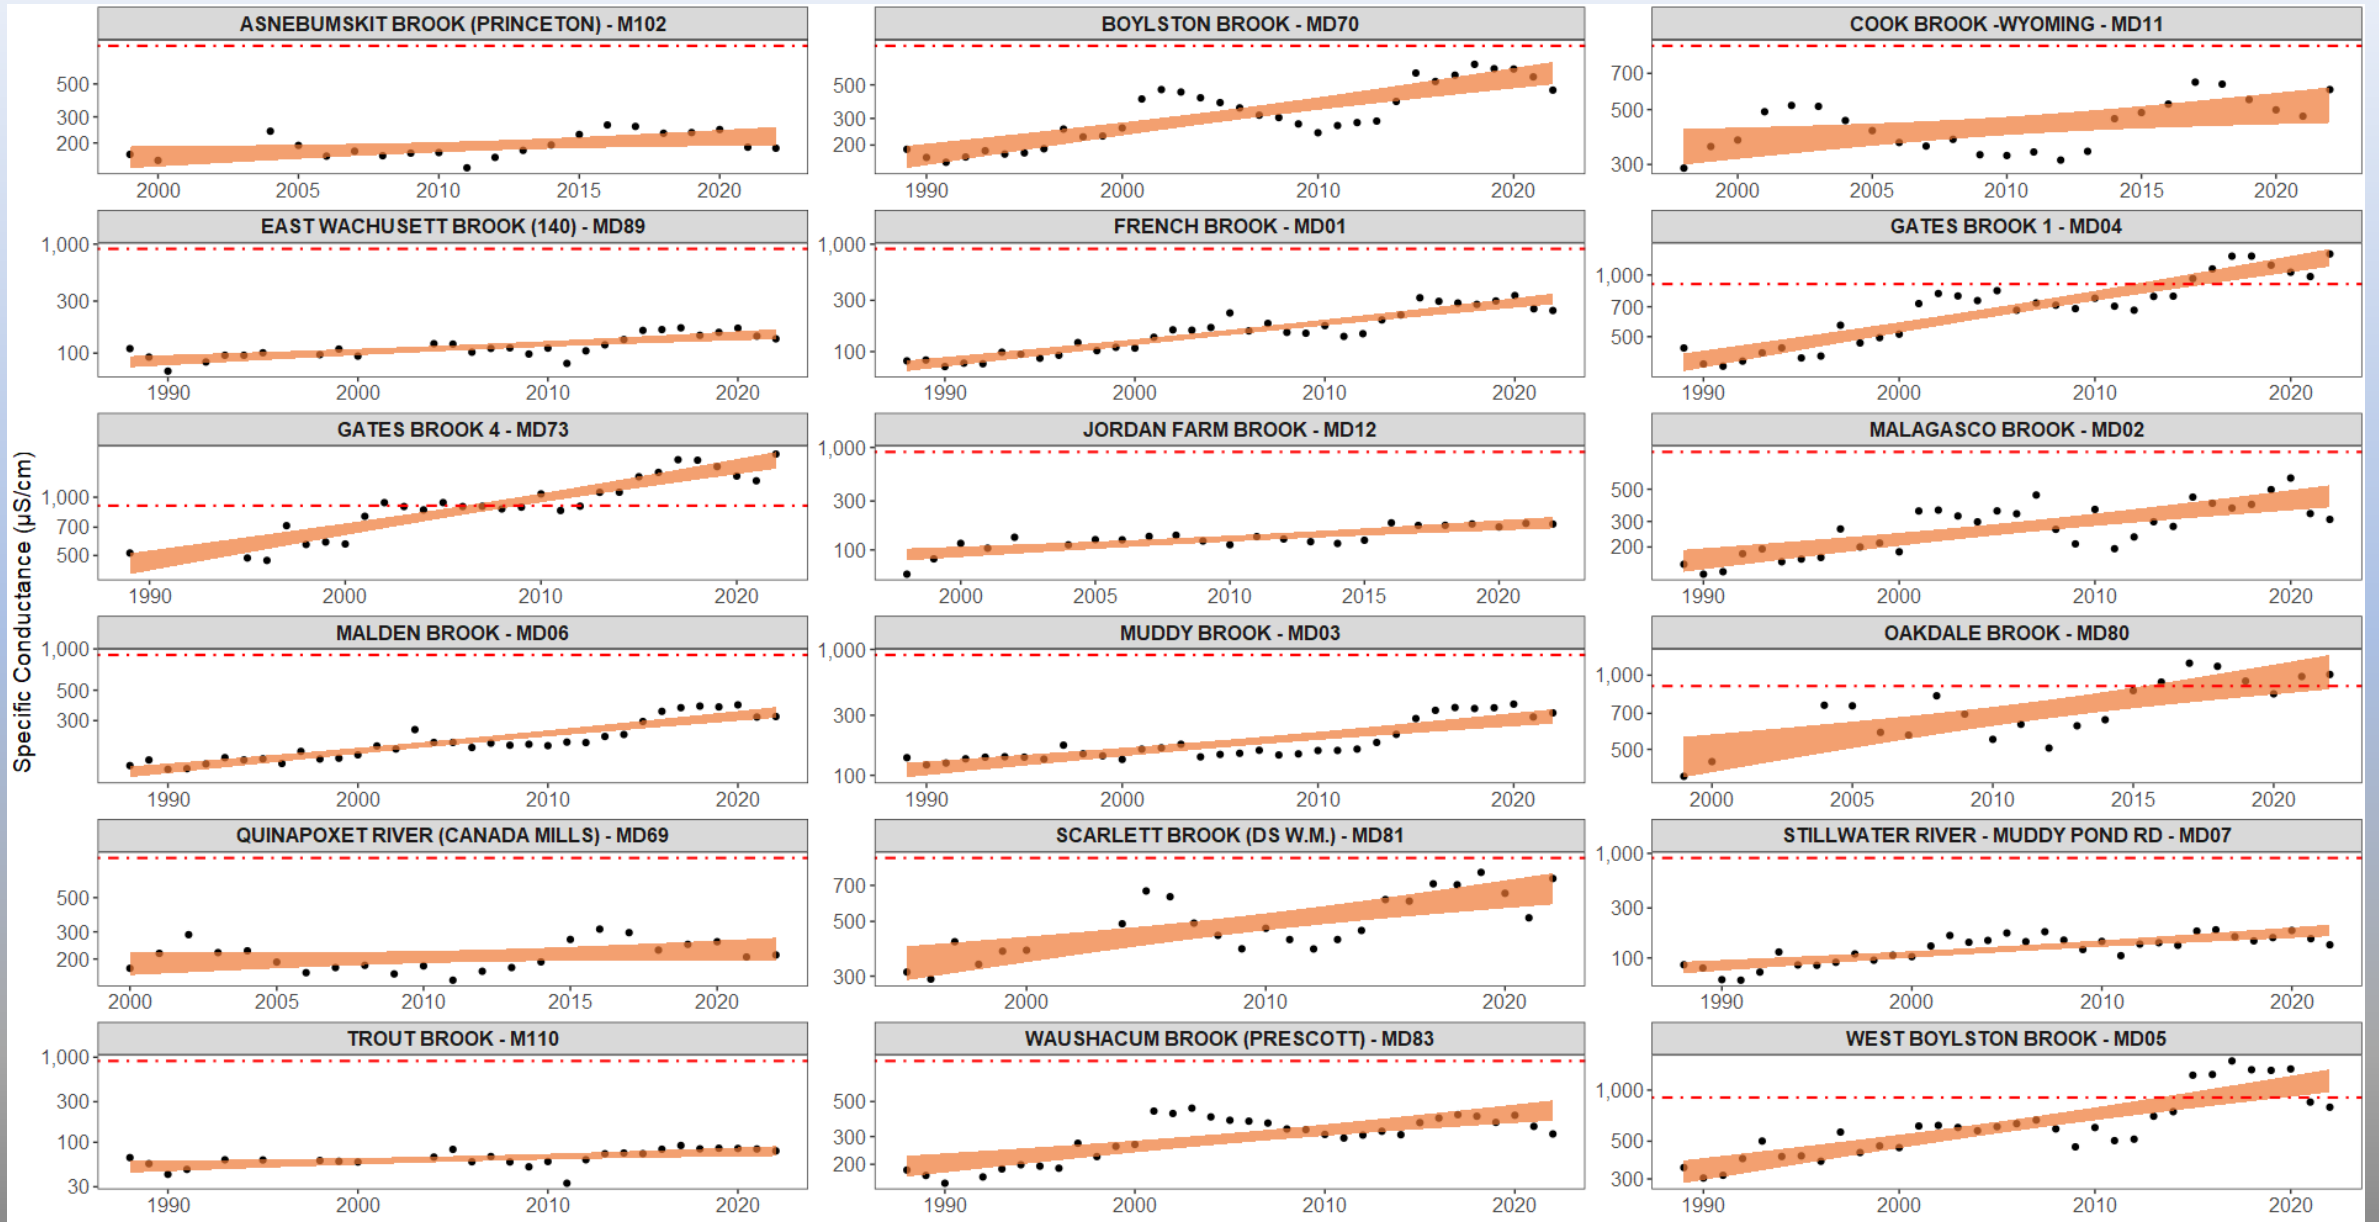 Specific Conductance (µS/cm)
ASNEBUMSKIT BROOK (PRINCETON) - M102
500
300
200
2000 2005 2010 2015 2020
BOYLSTON BROOK - MD70
500
300
200
1990 2000 2010 2020
COOK BROOK -WYOMING - MD11
700
500
300
2000 2005 2010 2015 2020
EAST WACHUSETT BROOK (140) - MD89
1,000
300
100
1990 2000 2010 2020
FRENCH BROOK - MD01
1,000
300
100
1990 2000 2010 2020
GATES BROOK 1 - MD04
1,000
700
500
1990 2000 2010 2020
GATES BROOK 4 - MD73
1,000
700
500
1990 2000 2010 2020
JORDAN FARM BROOK - MD12
1,000
300
100
2000 2005 2010 2015 2020
MALAGASCO BROOK - MD02
500
300
200
1990 2000 2010 2020
MALDEN BROOK - MD06
1,000
500
300
1990 2000 2010 2020
MUDDY BROOK - MD03
1,000
300
100
1990 2000 2010 2020
OAKDALE BROOK - MD80
1,000
700
500
2000 2005 2010 2015 2020
QUINAPOXET RIVER (CANADA MILLS) - MD69
500
300
200
2000 2005 2010 2015 2020
SCARLETT BROOK (DS W.M.) - MD81
700
500
300
2000 2010 2020
STILLWATER RIVER - MUDDY POND RD - MD07
1,000
300
100
1990 2000 2010 2020
TROUT BROOK - M110
1,000
300
100
30
1990 2000 2010 2020
WAUSHACUM BROOK (PRESCOTT) - MD83
500
300
200
1990 2000 2010 2020
WEST BOYLSTON BROOK - MD05
1,000
500
300
1990 2000 2010 2020